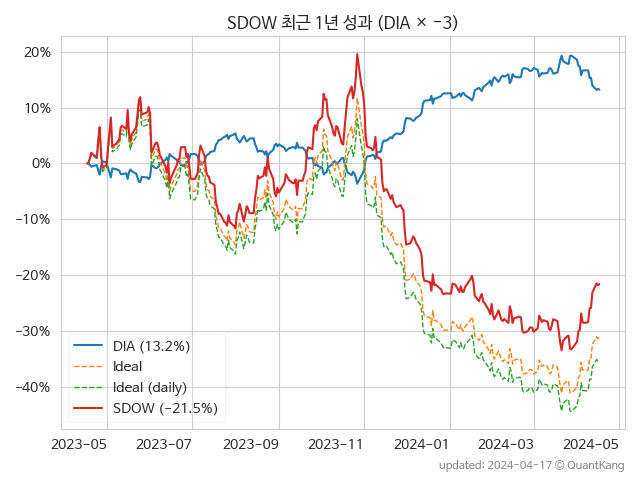 SDOW 최근 1년 성과 (DIA × −3)
20%
10%
0%
−10%
−20%
−30%
−40%
DIA (13.2%)
Ideal
Ideal (daily)
SDOW (−21.5%)
2023-05
2023-07
2023-09
2023-11
2024-01
2024-03
2024-05
updated: 2024-04-17 © QuantKang